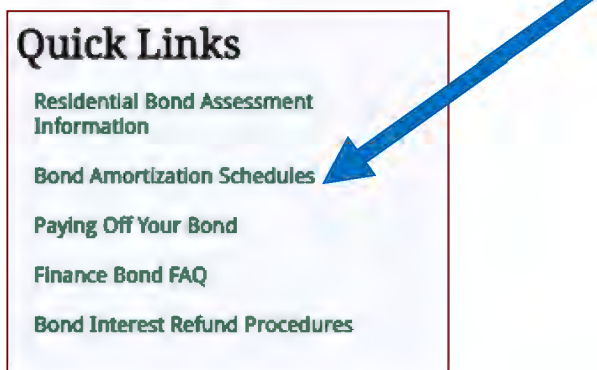 Quick Links
Residential Bond Assessment
Information
Bond Amortization Schedules
Paying Off Your Bond
Finance Bond FAQ
Bond Interest Refund Procedures